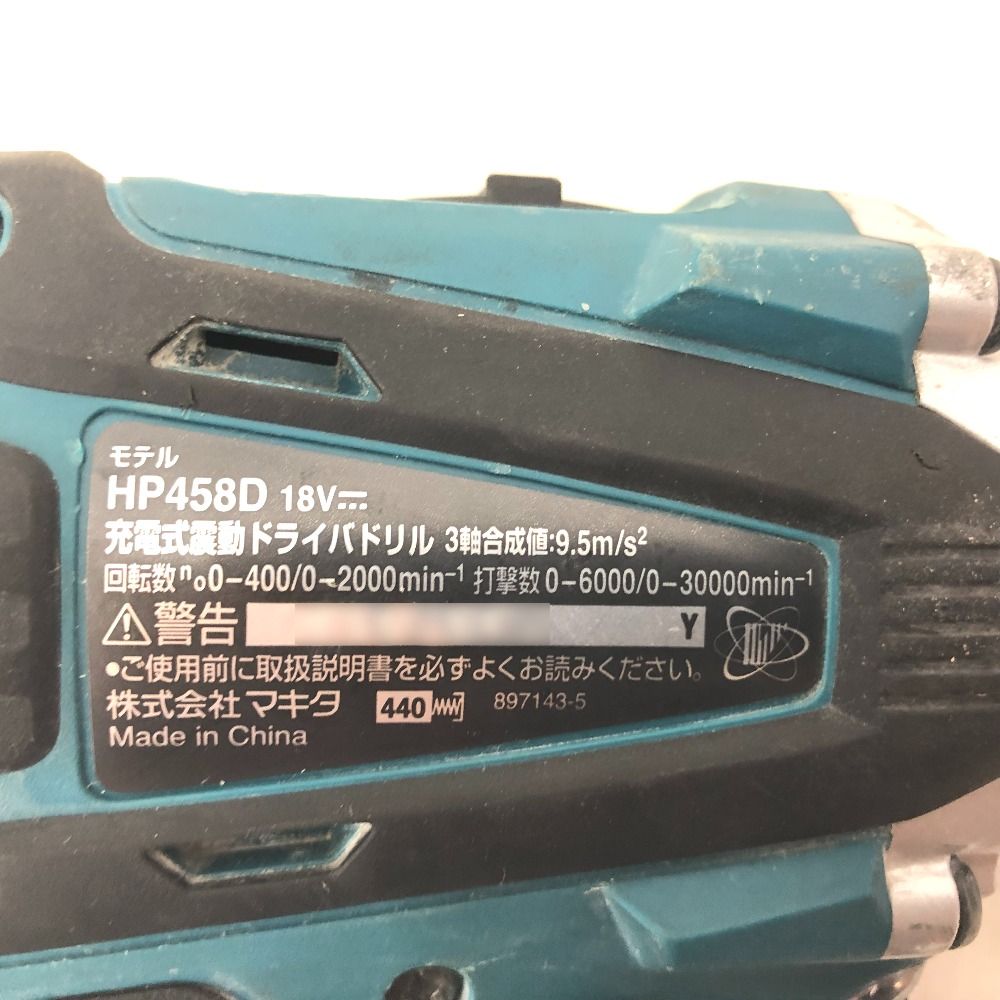 モデル
HP458D 18V⎓
充電式震動ドライバドリル 3軸合成値:9.5m/s²
回転数 n₀0-400/0-2000min⁻¹ 打撃数 0-6000/0-30000min⁻¹
⚠警告 Y
●ご使用前に取扱説明書を必ずよくお読みください。
株式会社 マキタ 440 897143-5
Made in China